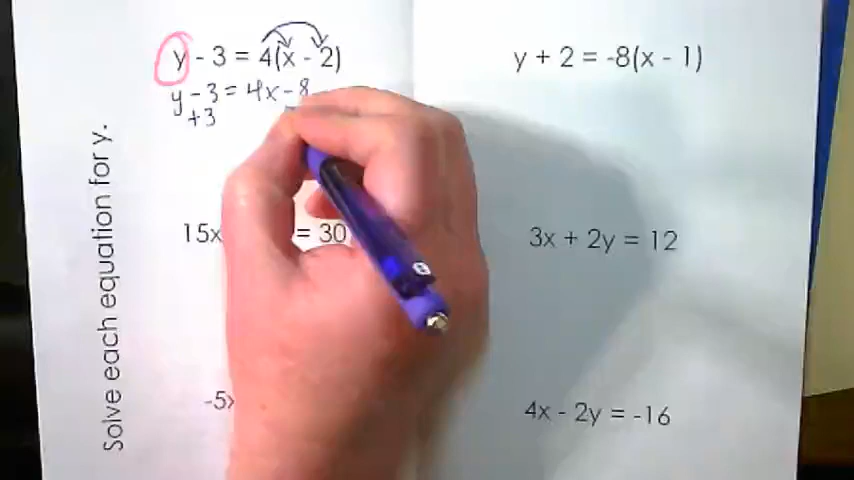 Solve each equation for y.
y - 3 = 4(x - 2)
y - 3 = 4x - 8
+3
15x
= 30
-5x
y + 2 = -8(x - 1)
3x + 2y = 12
4x - 2y = -16